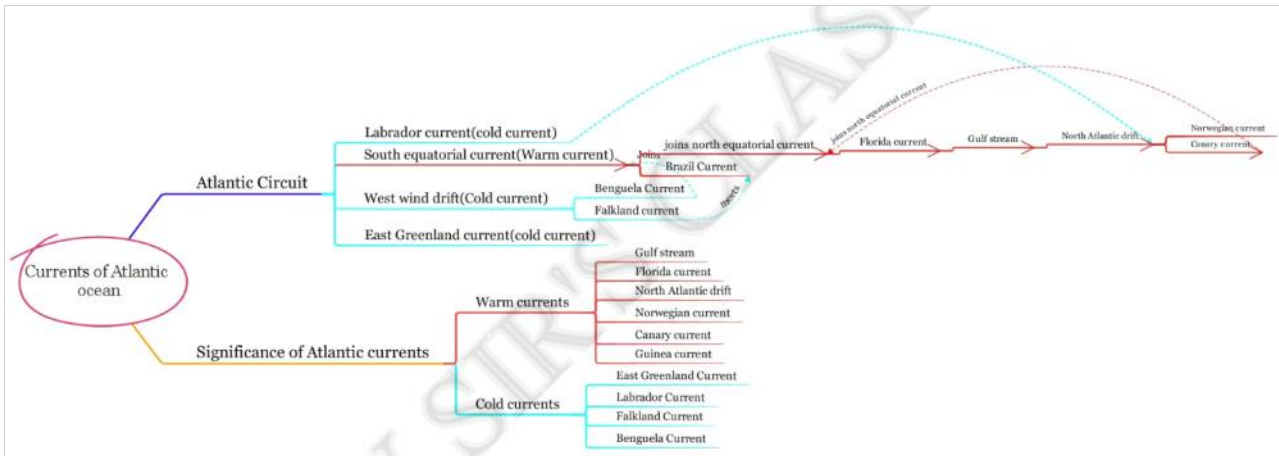 joins north equatorial current
Labrador current(cold current)
South equatorial current(Warm current)
Joins
joins north equatorial current
Florida current
Gulf stream
North Atlantic drift
Norwegian current
Canary current
Brazil Current
Atlantic Circuit
West wind drift(Cold current)
Benguela Current
Falkland current
meets
East Greenland current(cold current)
Currents of Atlantic
ocean
Significance of Atlantic currents
Warm currents
Gulf stream
Florida current
North Atlantic drift
Norwegian current
Canary current
Guinea current
Cold currents
East Greenland Current
Labrador Current
Falkland Current
Benguela Current
SIR'S CLAS